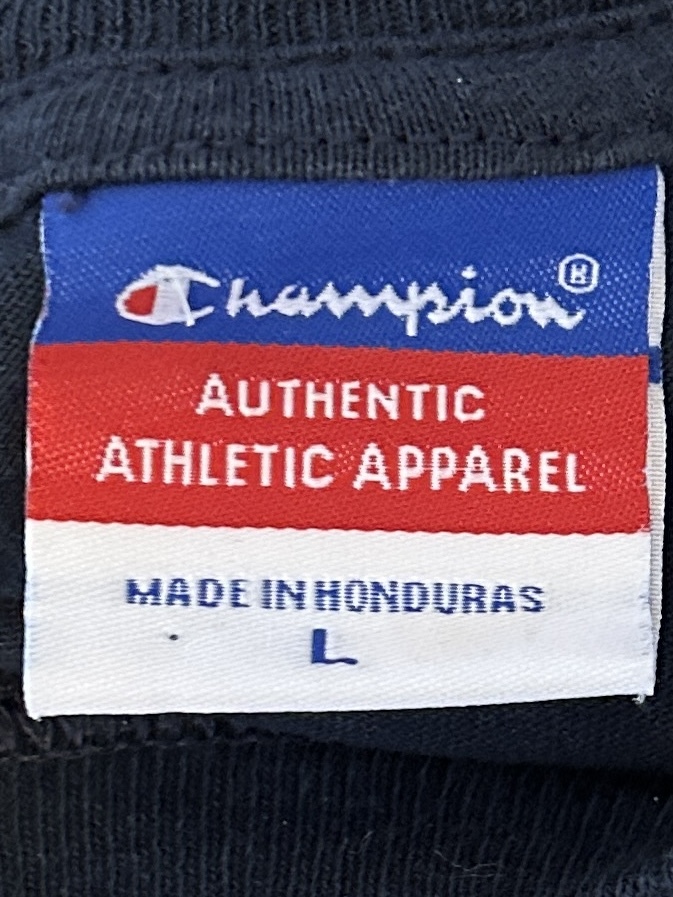 Champion®
AUTHENTIC
ATHLETIC APPAREL
MADE IN HONDURAS
L